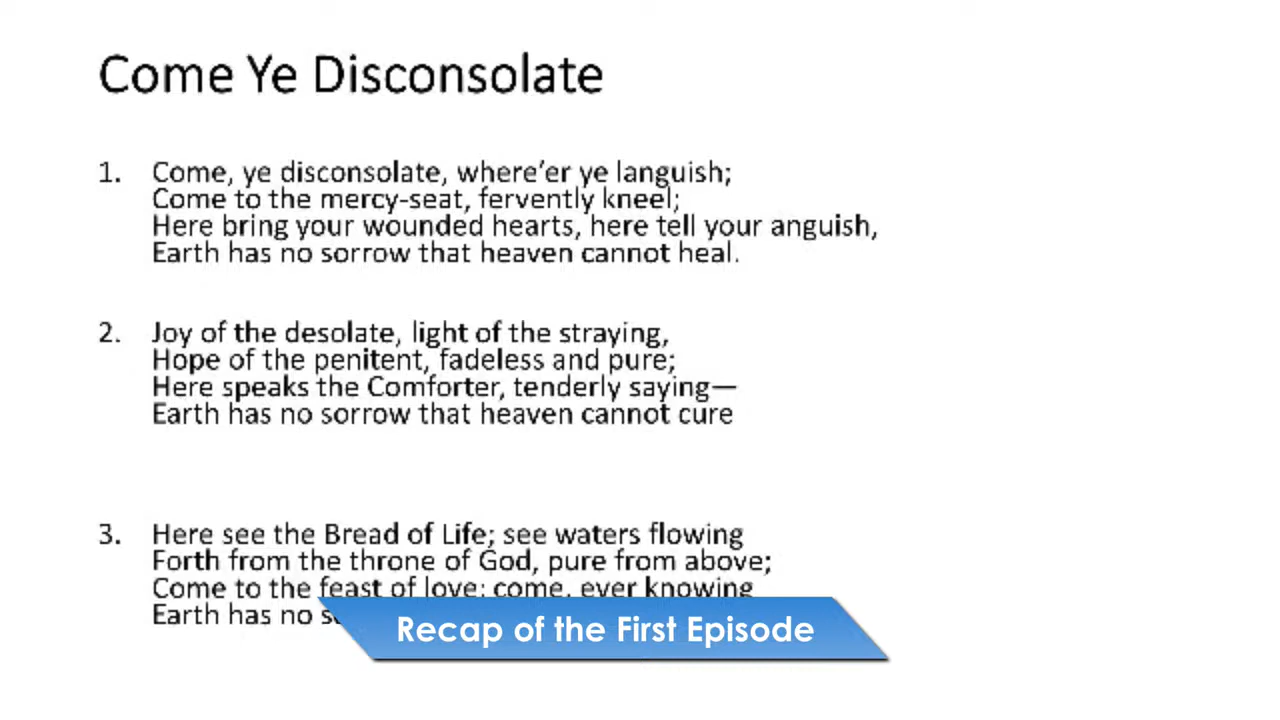 Come Ye Disconsolate
1. Come, ye disconsolate, where’er ye languish;
Come to the mercy-seat, fervently kneel;
Here bring your wounded hearts, here tell your anguish,
Earth has no sorrow that heaven cannot heal.
2. Joy of the desolate, light of the straying,
Hope of the penitent, fadeless and pure;
Here speaks the Comforter, tenderly saying—
Earth has no sorrow that heaven cannot cure
3. Here see the Bread of Life; see waters flowing
Forth from the throne of God, pure from above;
Come to the feast of love; come, ever knowing
Earth has no
Recap of the First Episode